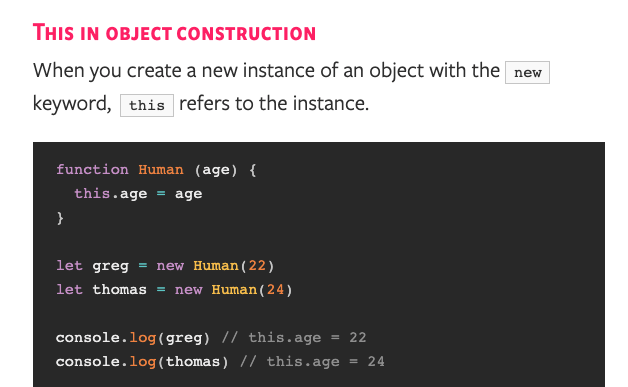 This in object construction
When you create a new instance of an object with the new
keyword, this refers to the instance.
function Human (age) {
  this.age = age
}
let greg = new Human(22)
let thomas = new Human(24)
console.log(greg) // this.age = 22
console.log(thomas) // this.age = 24